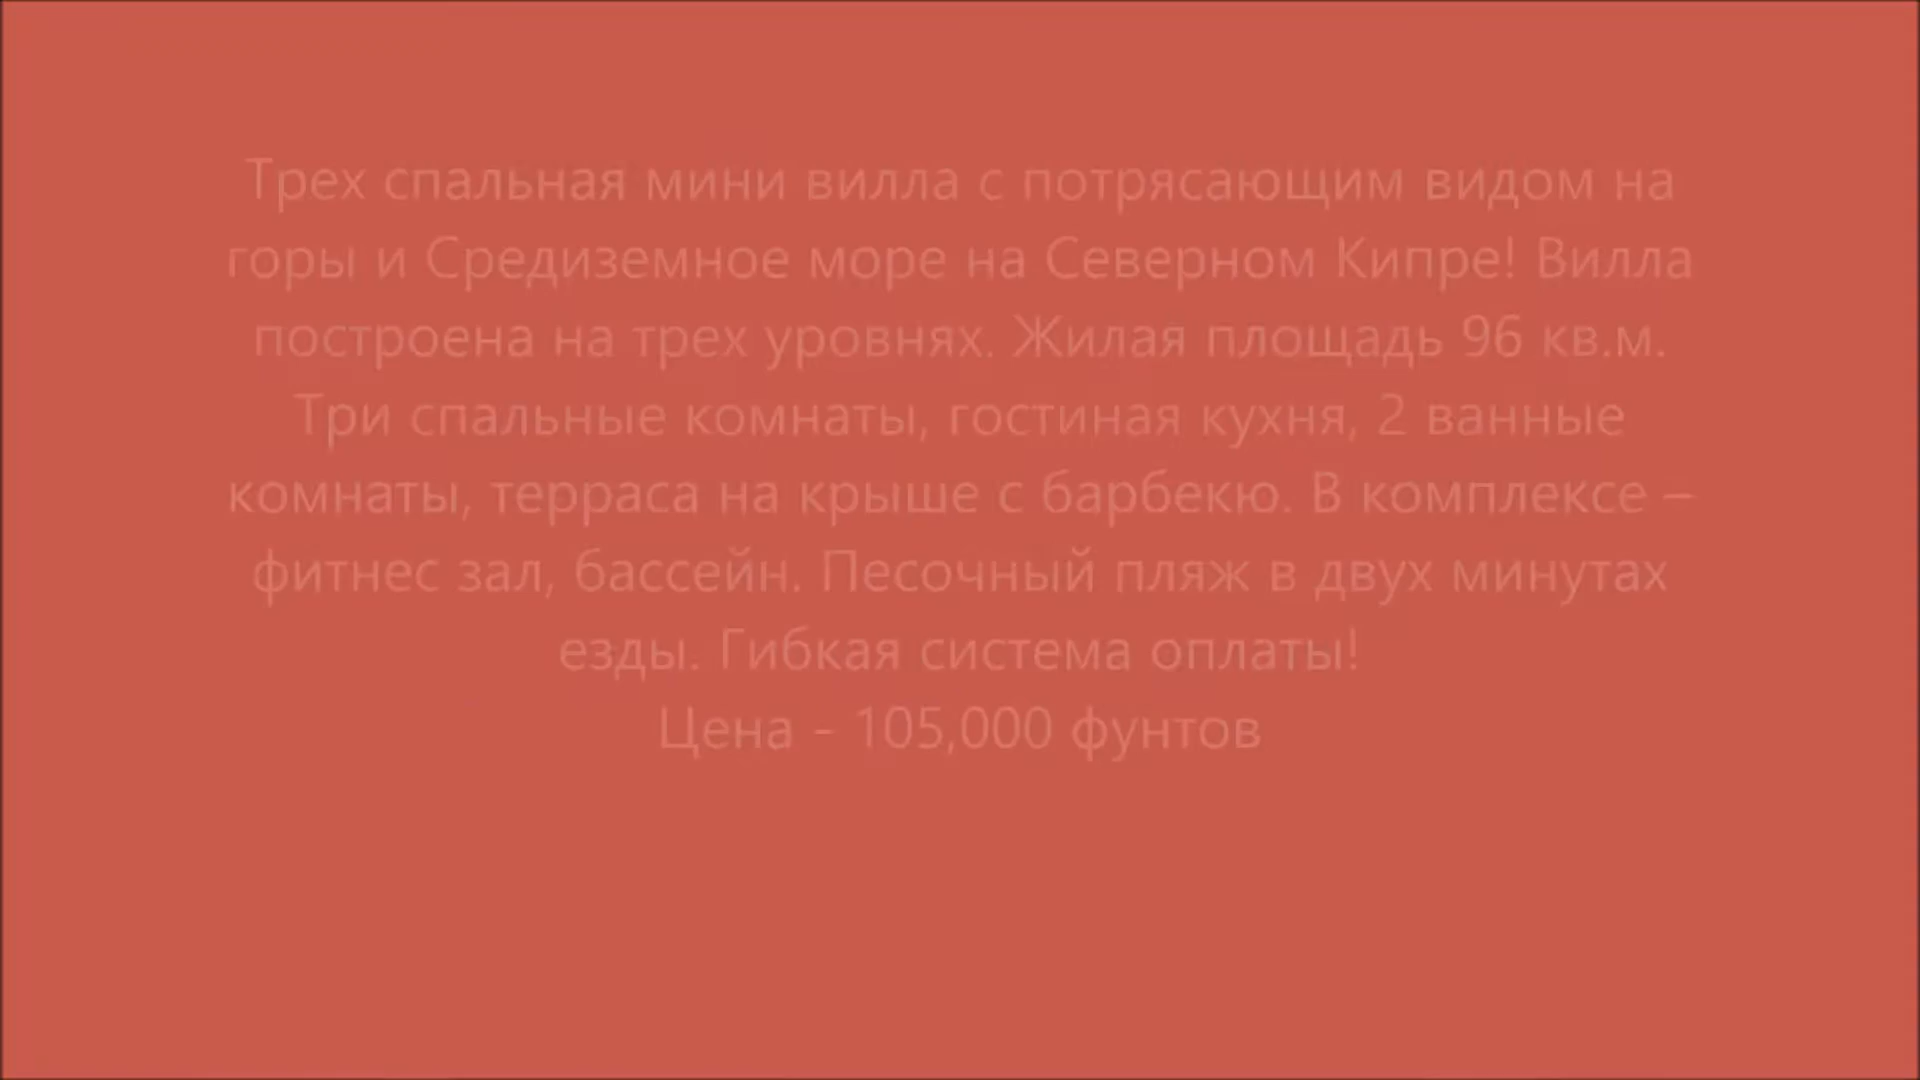 Трех спальная мини вилла с потрясающим видом на
горы и Средиземное море на Северном Кипре! Вилла
построена на трех уровнях. Жилая площадь 96 кв.м.
Три спальные комнаты, гостиная кухня, 2 ванные
комнаты, терраса на крыше с барбекю. В комплексе –
фитнес зал, бассейн. Песочный пляж в двух минутах
езды. Гибкая система оплаты!
Цена - 105,000 фунтов